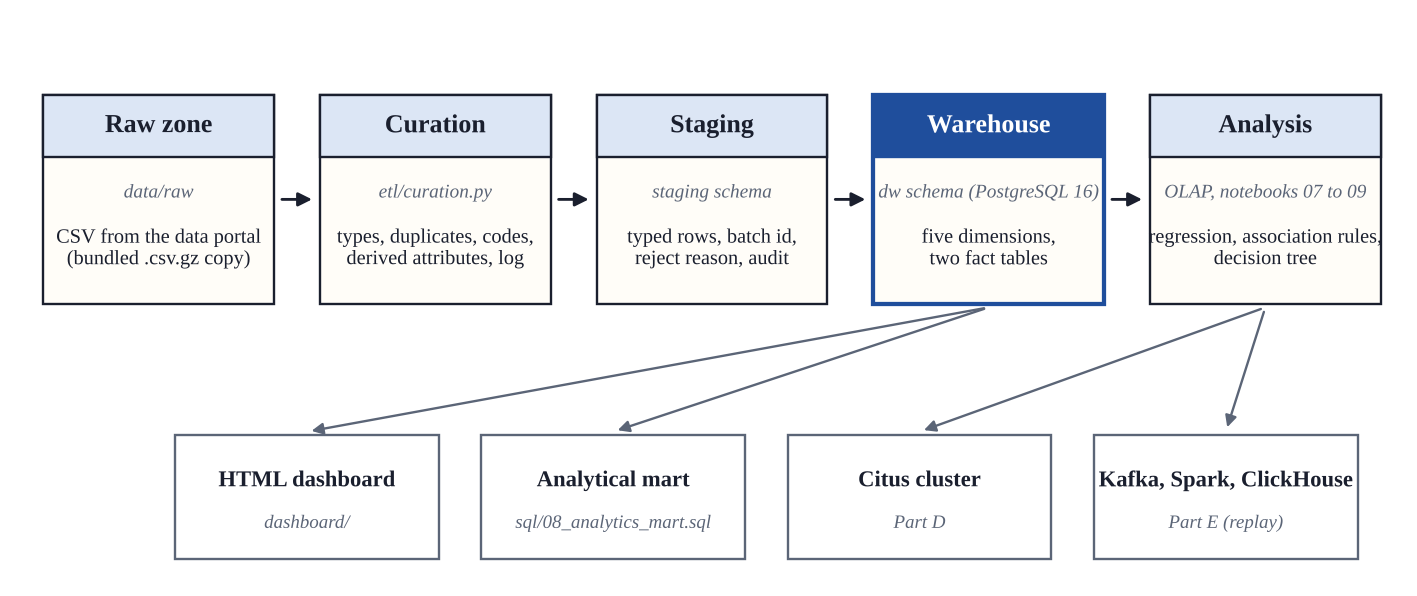 Raw zone
data/raw
CSV from the data portal
(bundled .csv.gz copy)
Curation
etl/curation.py
types, duplicates, codes,
derived attributes, log
Staging
staging schema
typed rows, batch id,
reject reason, audit
Warehouse
dw schema (PostgreSQL 16)
five dimensions,
two fact tables
Analysis
OLAP, notebooks 07 to 09
regression, association rules,
decision tree
HTML dashboard
dashboard/
Analytical mart
sql/08_analytics_mart.sql
Citus cluster
Part D
Kafka, Spark, ClickHouse
Part E (replay)